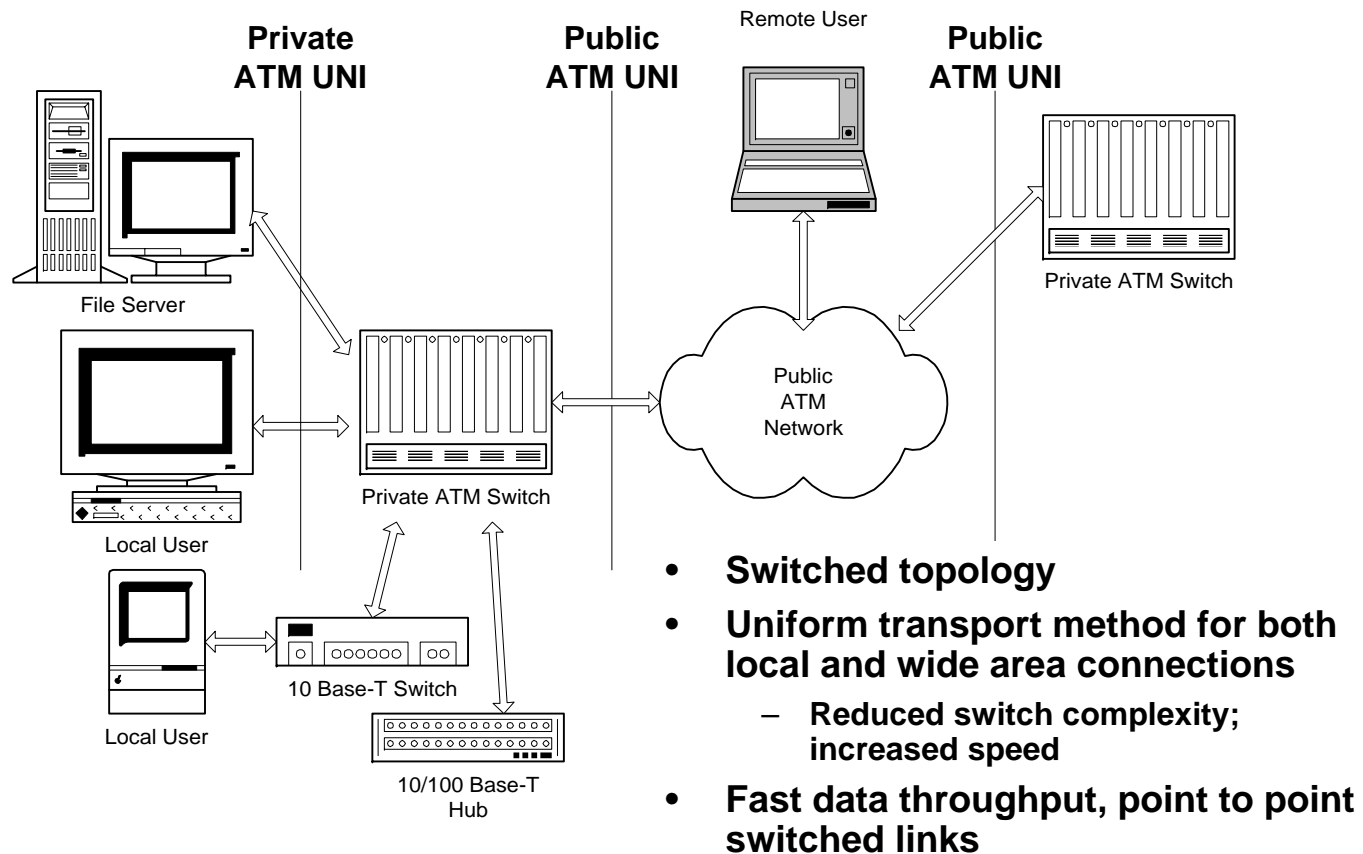 Remote User
Private
ATM UNI
Public
ATM UNI
Public
ATM UNI
File Server
Private ATM Switch
Public
ATM
Network
Private ATM Switch
Local User
10 Base-T Switch
Local User
10/100 Base-T
Hub
• Switched topology
• Uniform transport method for both
local and wide area connections
– Reduced switch complexity;
increased speed
• Fast data throughput, point to point
switched links